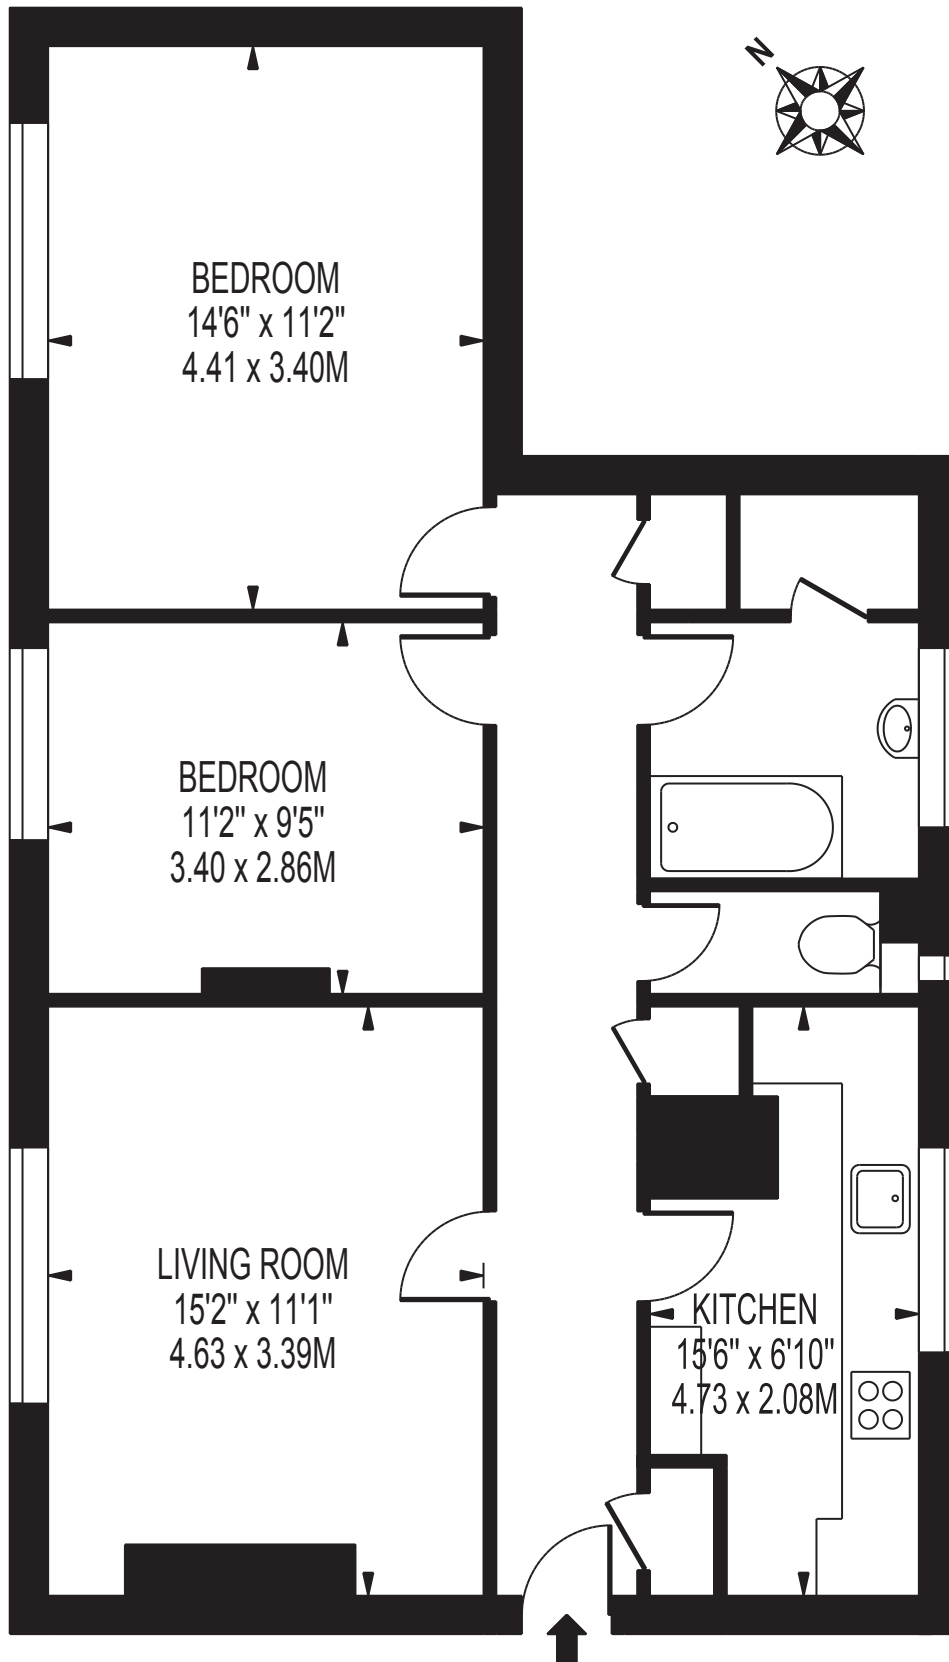 N
BEDROOM
14'6" x 11'2"
4.41 x 3.40M
BEDROOM
11'2" x 9'5"
3.40 x 2.86M
LIVING ROOM
15'2" x 11'1"
4.63 x 3.39M
KITCHEN
15'6" x 6'10"
4.73 x 2.08M